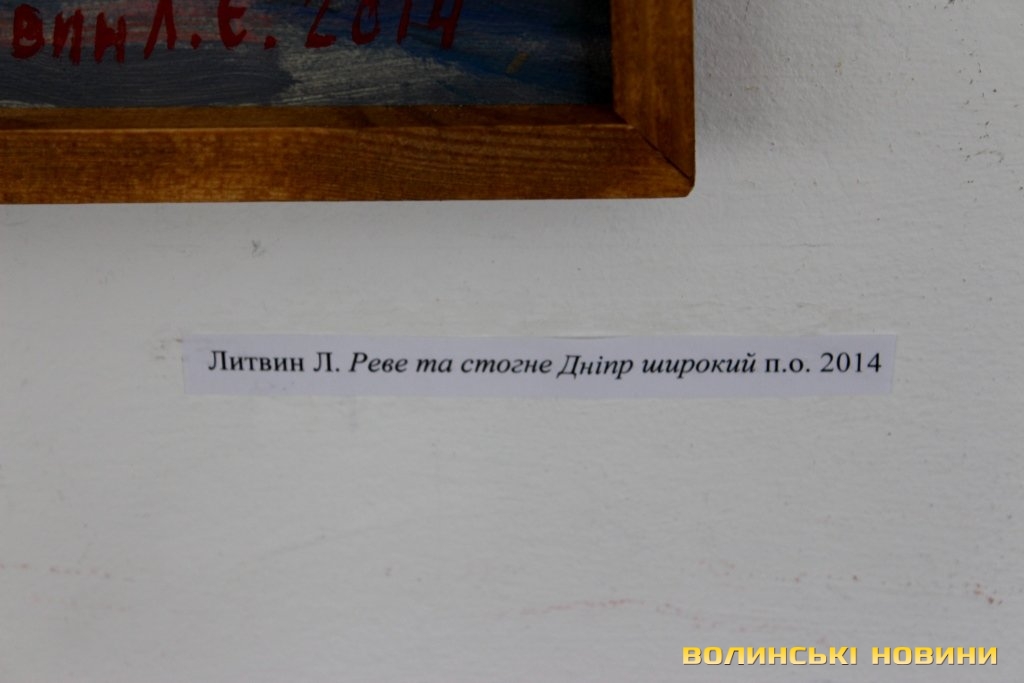 вин Л. Є. 2014
Литвин Л. Реве та стогне Дніпр широкий п.о. 2014
ВОЛИНСЬКІ НОВИНИ